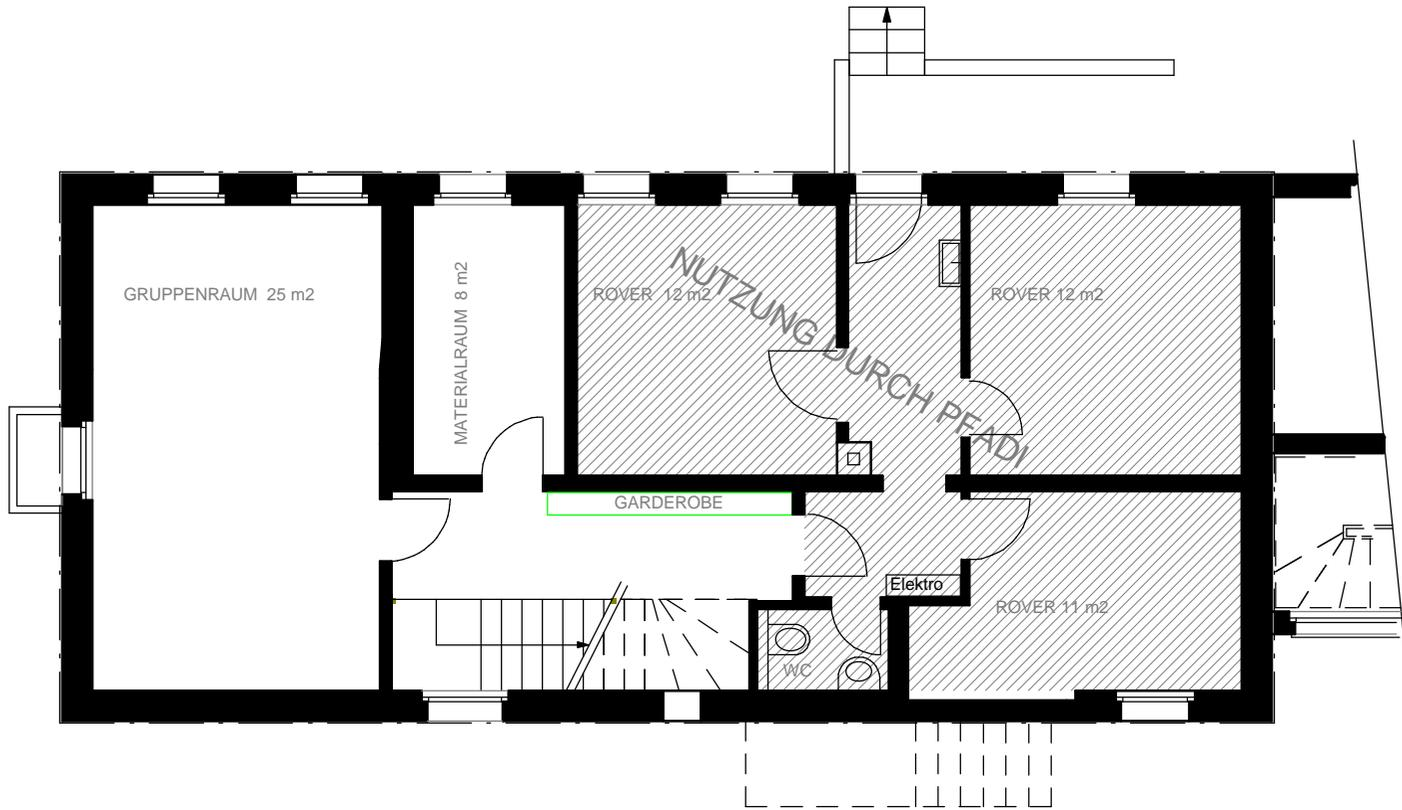 GRUPPENRAUM 25 m2
MATERIALRAUM 8 m2
ROVER 12 m2
NUTZUNG DURCH PFADI
ROVER 12 m2
GARDEROBE
Elektro
ROVER 11 m2
WC